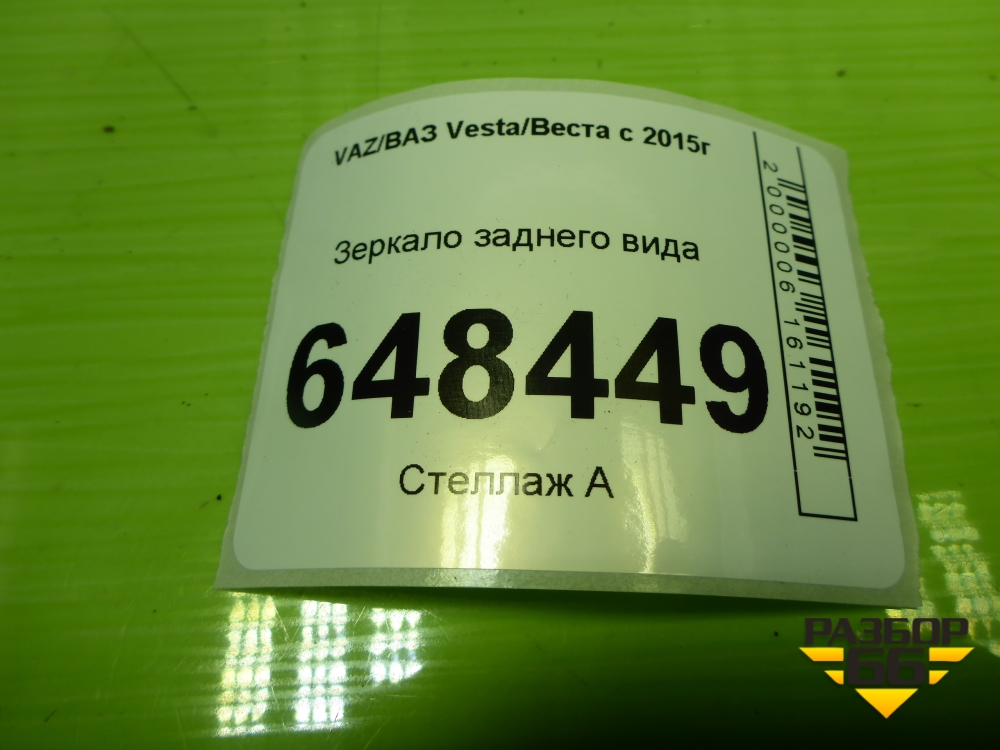 VAZ/ВАЗ Vesta/Веста с 2015г
Зеркало заднего вида
648449
Стеллаж А
2000006161192
РАЗБОР
66